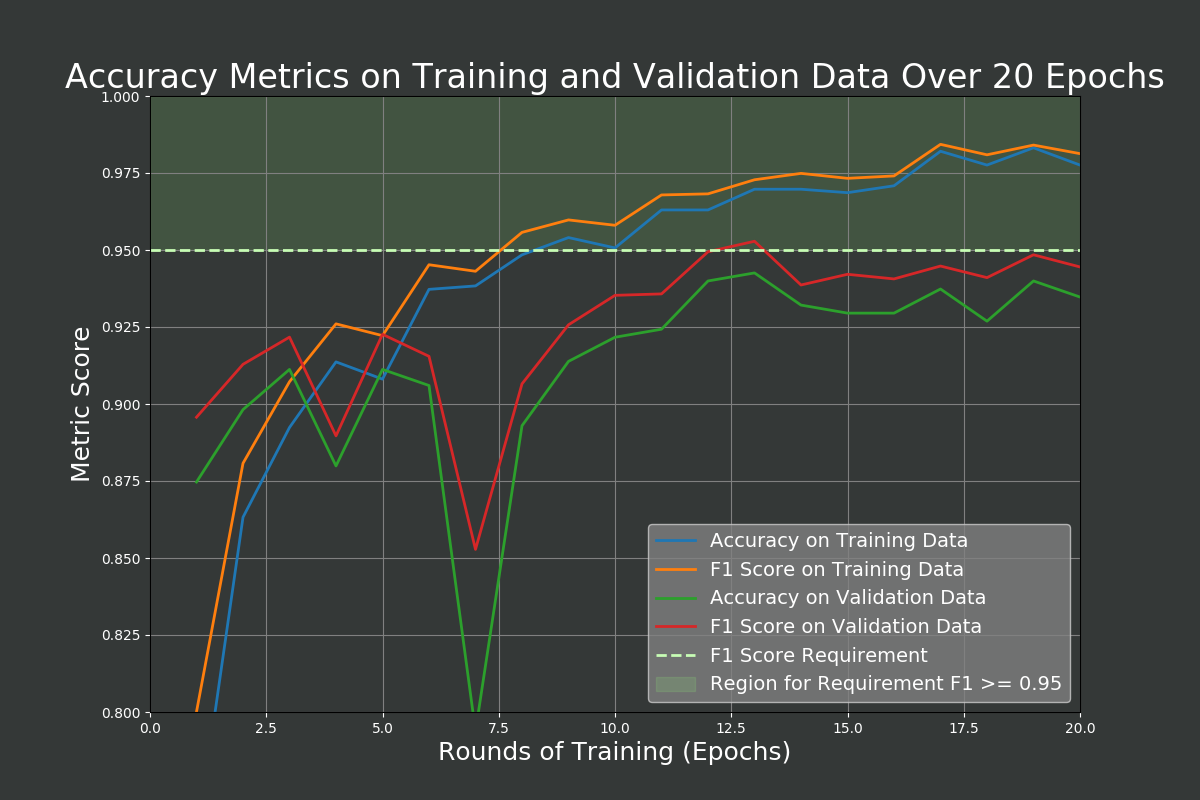 Accuracy Metrics on Training and Validation Data Over 20 Epochs
1.000
0.975
0.950
0.925
0.900
0.875
0.850
0.825
0.800
Metric Score
Accuracy on Training Data
F1 Score on Training Data
Accuracy on Validation Data
F1 Score on Validation Data
F1 Score Requirement
Region for Requirement F1 >= 0.95
0.0 2.5 5.0 7.5 10.0 12.5 15.0 17.5 20.0
Rounds of Training (Epochs)